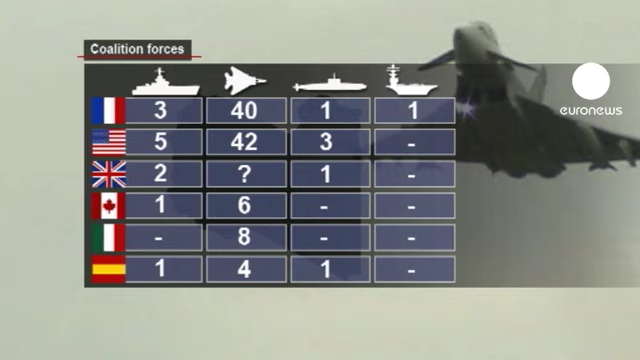 Coalition forces
euronews
3 40 1 1
5 42 3 -
2 ? 1 -
1 6 - -
- 8 - -
1 4 1 -